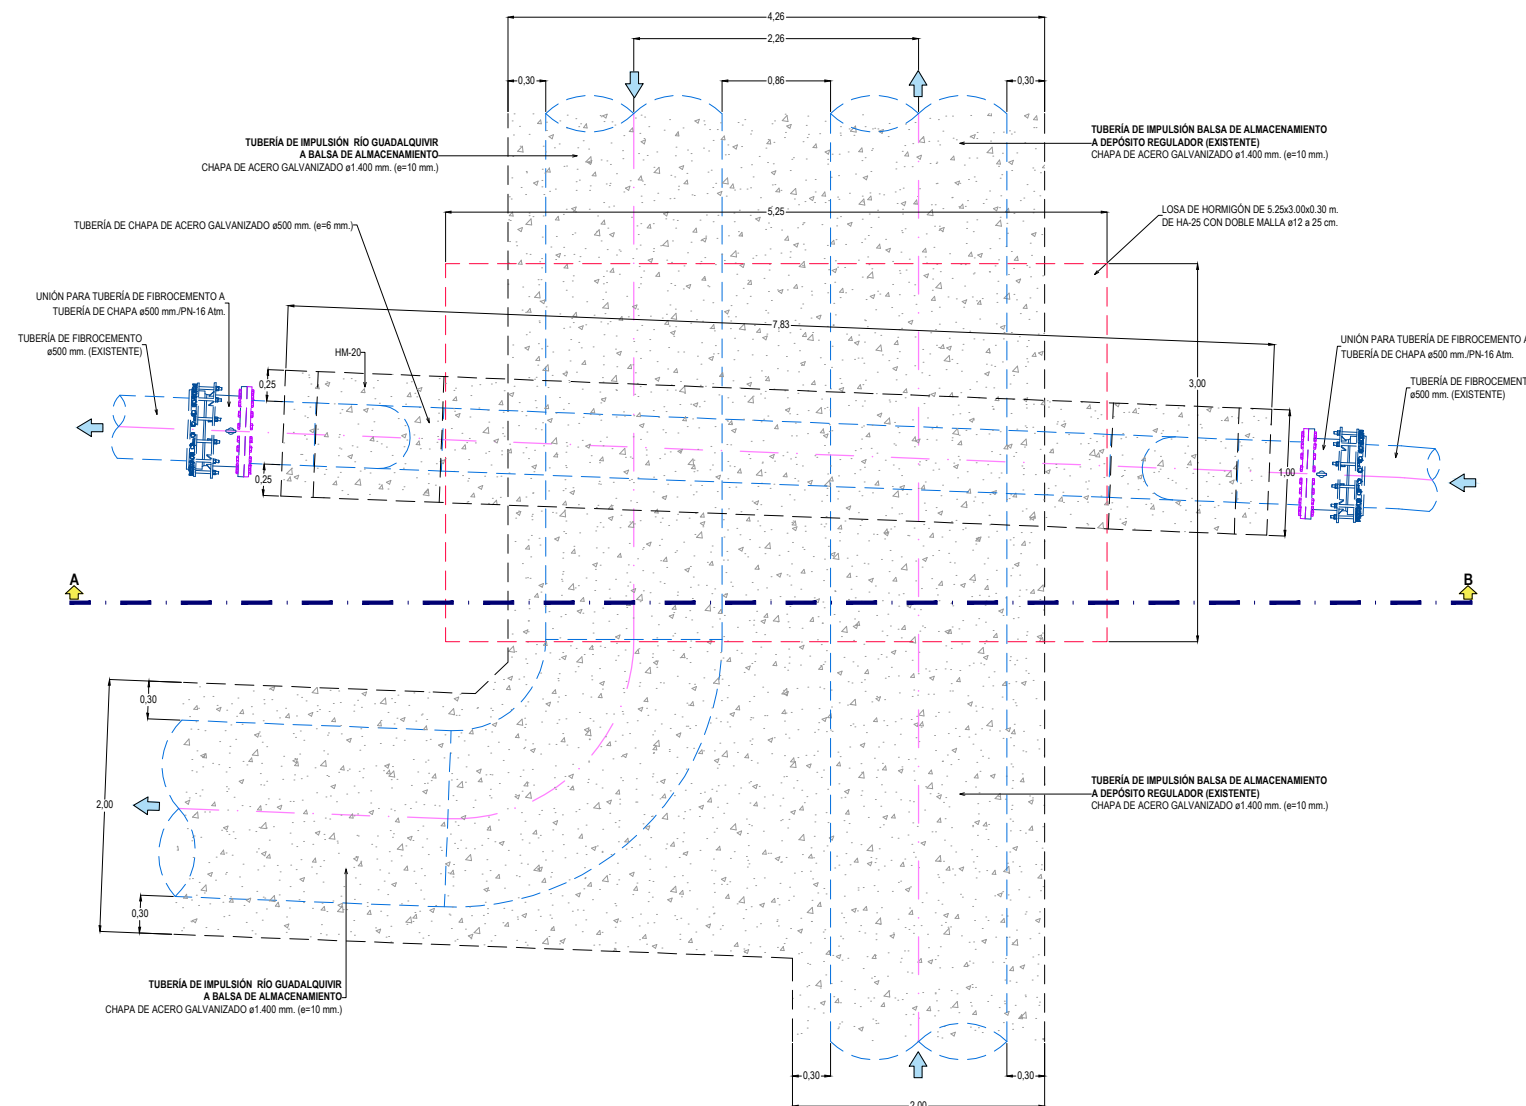 4,26
2,26
0,30
0,86
0,30
TUBERÍA DE IMPULSIÓN RÍO GUADALQUIVIR
A BALSA DE ALMACENAMIENTO
CHAPA DE ACERO GALVANIZADO ø1.400 mm. (e=10 mm.)
TUBERÍA DE IMPULSIÓN BALSA DE ALMACENAMIENTO
A DEPÓSITO REGULADOR (EXISTENTE)
CHAPA DE ACERO GALVANIZADO ø1.400 mm. (e=10 mm.)
5,25
LOSA DE HORMIGÓN DE 5.25x3.00x0.30 m.
DE HA-25 CON DOBLE MALLA ø12 a 25 cm.
TUBERÍA DE CHAPA DE ACERO GALVANIZADO ø500 mm. (e=6 mm.)
UNIÓN PARA TUBERÍA DE FIBROCEMENTO A
TUBERÍA DE CHAPA ø500 mm./PN-16 Atm.
7,83
TUBERÍA DE FIBROCEMENTO
ø500 mm. (EXISTENTE)
HM-20
UNIÓN PARA TUBERÍA DE FIBROCEMENTO A
TUBERÍA DE CHAPA ø500 mm./PN-16 Atm.
0,25
3,00
TUBERÍA DE FIBROCEMENT
ø500 mm. (EXISTENTE)
0,25
1,00
A
B
0,30
2,00
TUBERÍA DE IMPULSIÓN BALSA DE ALMACENAMIENTO
A DEPÓSITO REGULADOR (EXISTENTE)
CHAPA DE ACERO GALVANIZADO ø1.400 mm. (e=10 mm.)
0,30
TUBERÍA DE IMPULSIÓN RÍO GUADALQUIVIR
A BALSA DE ALMACENAMIENTO
CHAPA DE ACERO GALVANIZADO ø1.400 mm. (e=10 mm.)
0,30
0,30
2,00